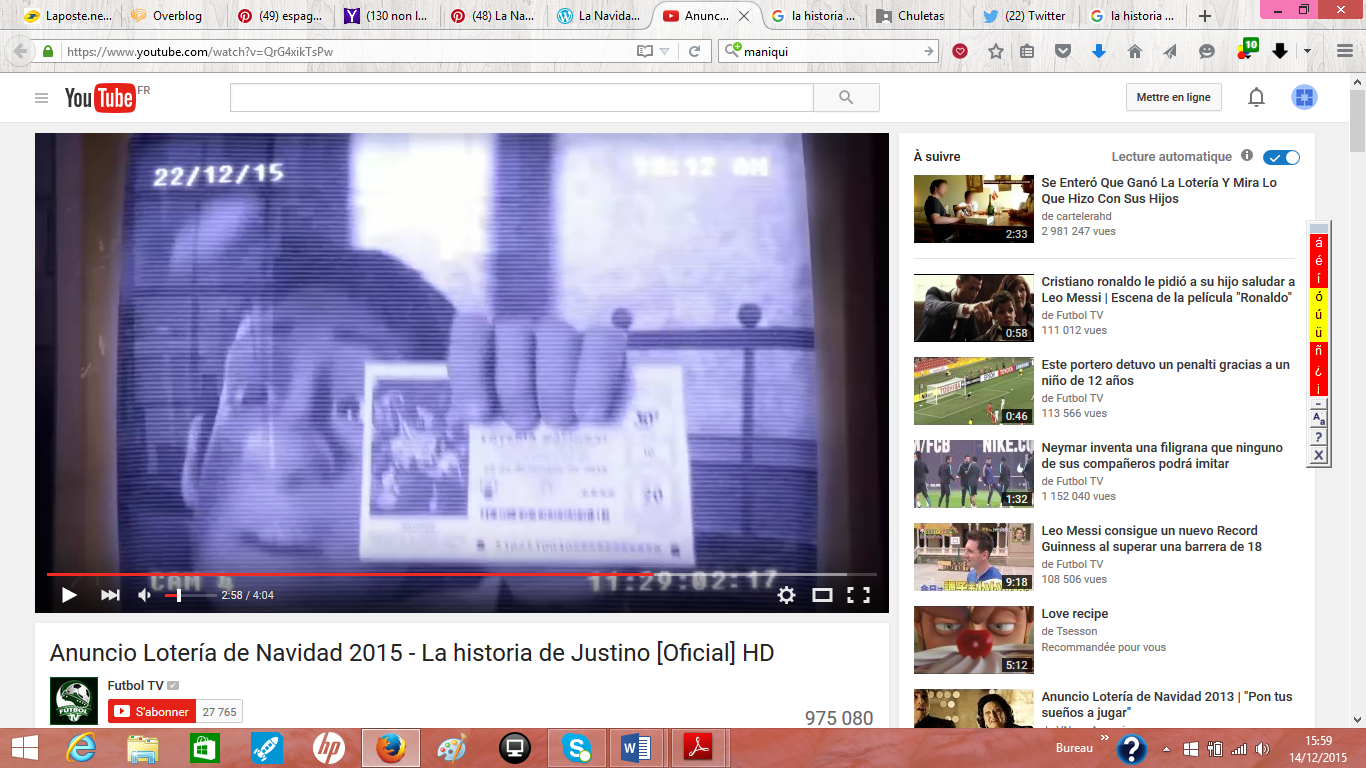 Laposte.ne...
Overblog
(49) espag...
(130 non l...
(48) La Na...
La Navida...
Anunc...
la historia ...
Chuletas
(22) Twitter
la historia ...
https://www.youtube.com/watch?v=QrG4xikTsPw
maniqui
10
YouTube FR
Mettre en ligne
22/12/15
CAM 4
11:29:02:17
2:58 / 4:04
Anuncio Lotería de Navidad 2015 - La historia de Justino [Oficial] HD
FUTBOL TV
Futbol TV
S'abonner 27 765
975 080
À suivre
Lecture automatique
Se Enteró Que Ganó La Lotería Y Mira Lo
Que Hizo Con Sus Hijos
de cartelerahd
2 981 247 vues
2:33
Cristiano ronaldo le pidió a su hijo saludar a
Leo Messi | Escena de la película "Ronaldo"
de Futbol TV
111 012 vues
0:58
Este portero detuvo un penalti gracias a un
niño de 12 años
de Futbol TV
113 566 vues
0:46
Neymar inventa una filigrana que ninguno
de sus compañeros podrá imitar
de Futbol TV
1 152 040 vues
1:32
Leo Messi consigue un nuevo Record
Guinness al superar una barrera de 18
de Futbol TV
108 506 vues
9:18
Love recipe
de Tsesson
Recommandée pour vous
5:12
Anuncio Lotería de Navidad 2013 | "Pon tus
sueños a jugar"
á
é
í
ó
ú
ü
ñ
¿
¡
-
Aa
?
X
Bureau
15:59
14/12/2015